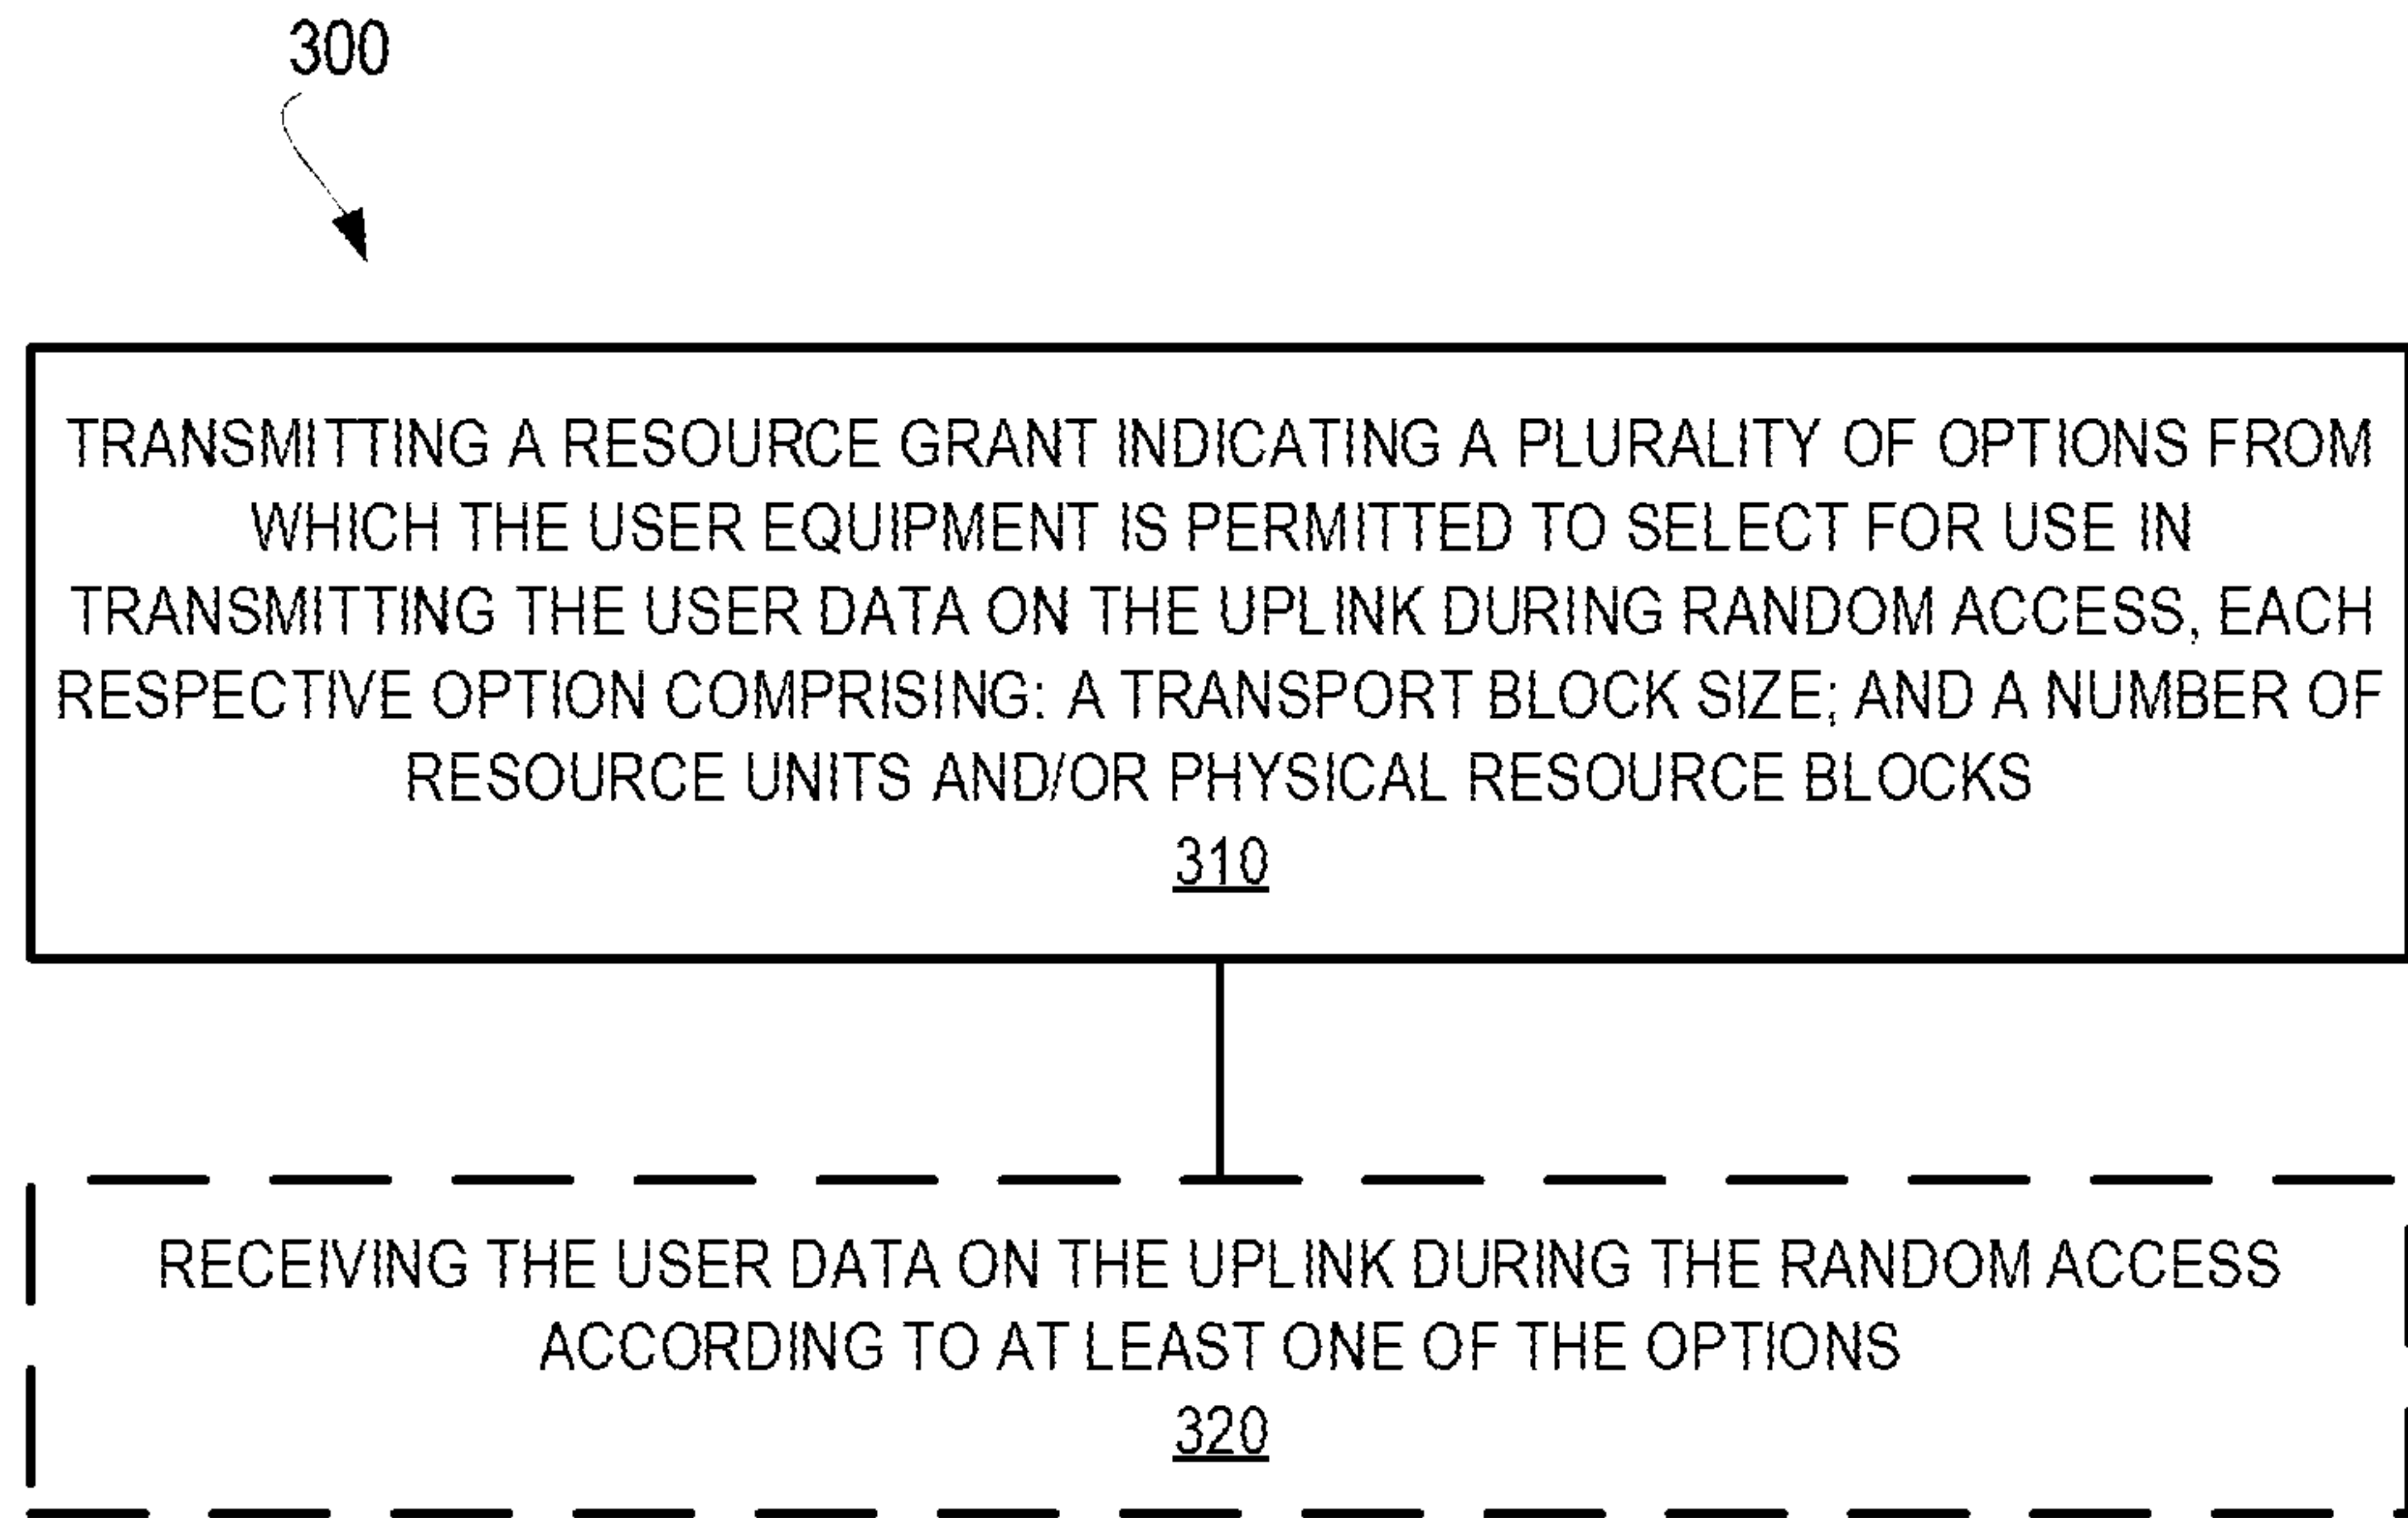 300
TRANSMITTING A RESOURCE GRANT INDICATING A PLURALITY OF OPTIONS FROM
WHICH THE USER EQUIPMENT IS PERMITTED TO SELECT FOR USE IN
TRANSMITTING THE USER DATA ON THE UPLINK DURING RANDOM ACCESS, EACH
RESPECTIVE OPTION COMPRISING: A TRANSPORT BLOCK SIZE; AND A NUMBER OF
RESOURCE UNITS AND/OR PHYSICAL RESOURCE BLOCKS
310
RECEIVING THE USER DATA ON THE UPLINK DURING THE RANDOM ACCESS
ACCORDING TO AT LEAST ONE OF THE OPTIONS
320